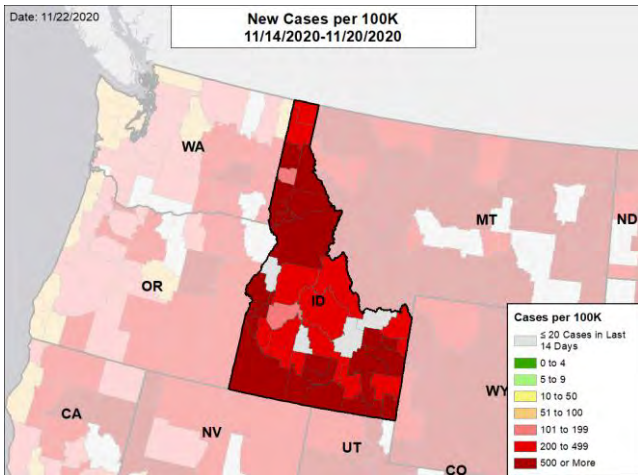 Date: 11/22/2020
New Cases per 100K
11/14/2020-11/20/2020
WA
MT
ND
OR
ID
WY
CA
NV
UT
CO
Cases per 100K
≤ 20 Cases in Last
14 Days
0 to 4
5 to 9
10 to 50
51 to 100
101 to 199
200 to 499
500 or More